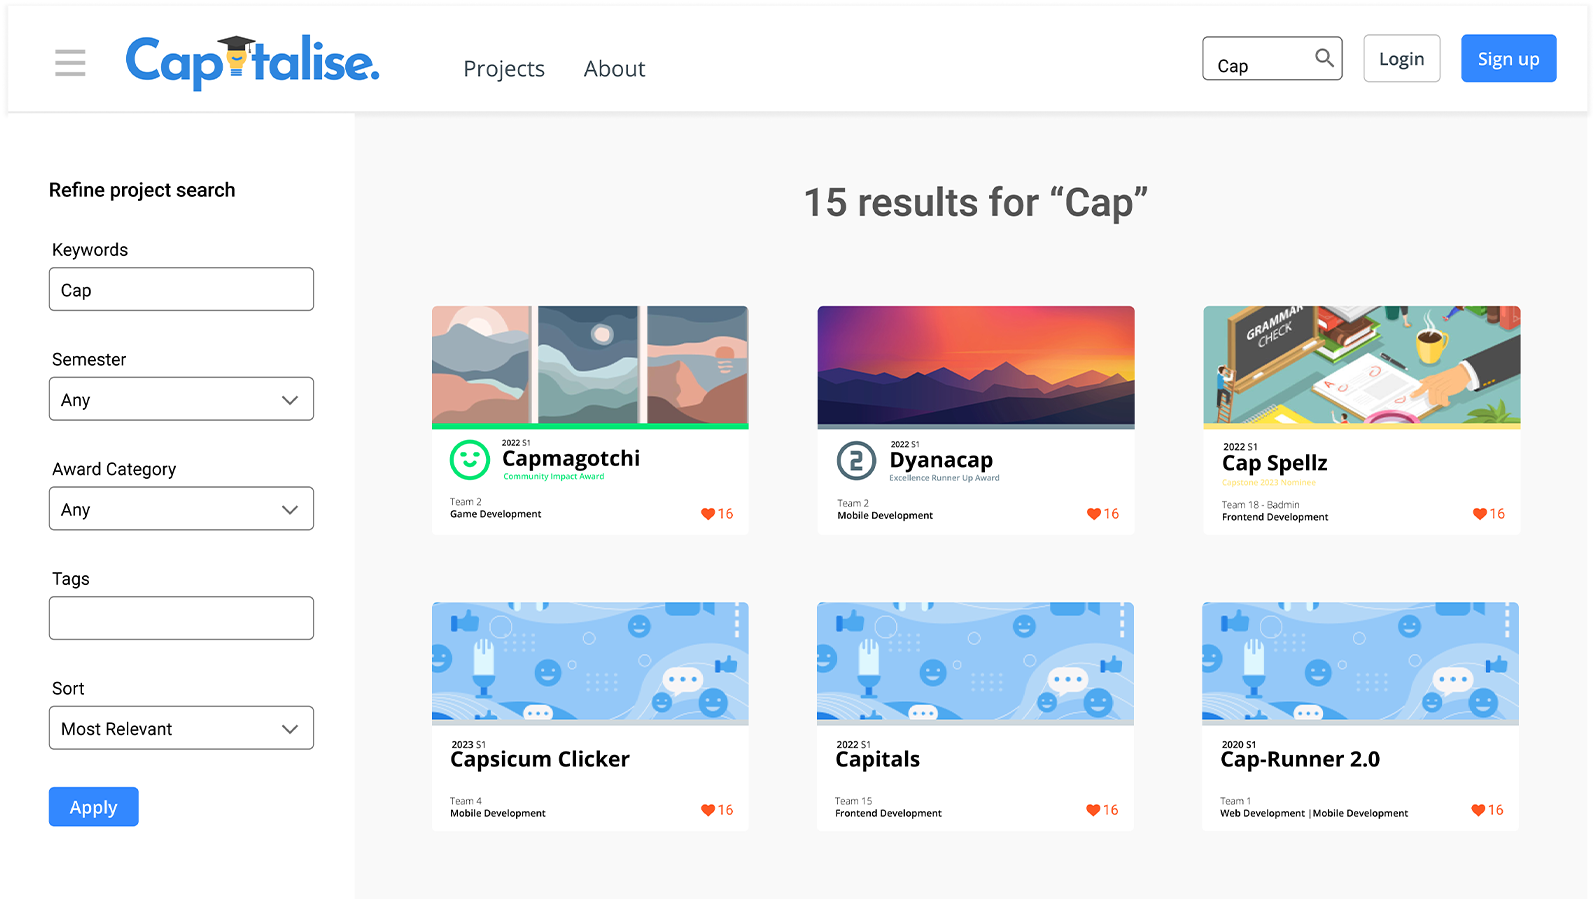 Capitalise.
Projects
About
Cap
Login
Sign up
Refine project search
Keywords
Cap
Semester
Any
Award Category
Any
Tags
Sort
Most Relevant
Apply
15 results for “Cap”
2022 S1
Capmagotchi
Community Impact Award
Team 2
Game Development
16
2
2022 S1
Dyanacap
Excellence Runner Up Award
Team 2
Mobile Development
16
GRAMMAR
CHECK
2022 S1
Cap Spellz
Capstone 2023 Nominee
Team 18 - Badmin
Frontend Development
16
2023 S1
Capsicum Clicker
Team 4
Mobile Development
16
2022 S1
Capitals
Team 15
Frontend Development
16
2020 S1
Cap-Runner 2.0
Team 1
Web Development | Mobile Development
16